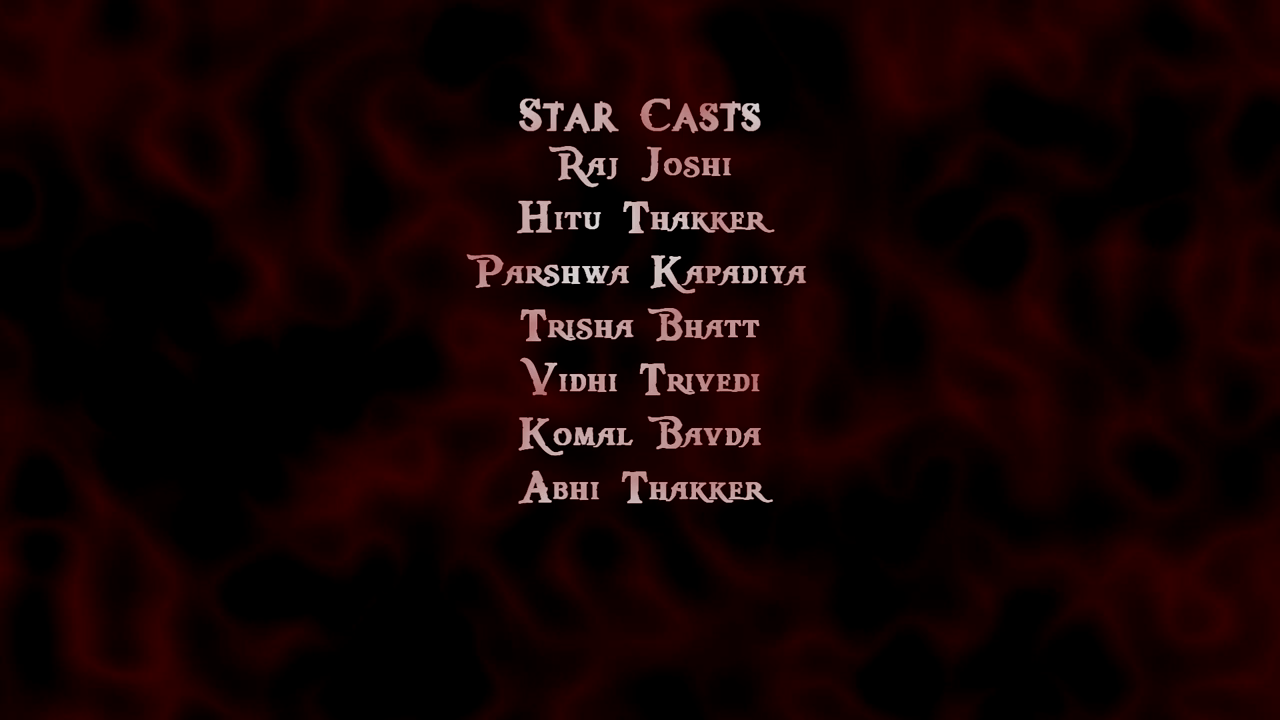 Star Casts
Raj Joshi
Hitu Thakker
Parshwa Kapadiya
Trisha Bhatt
Vidhi Trivedi
Komal Bavda
Abhi Thakker